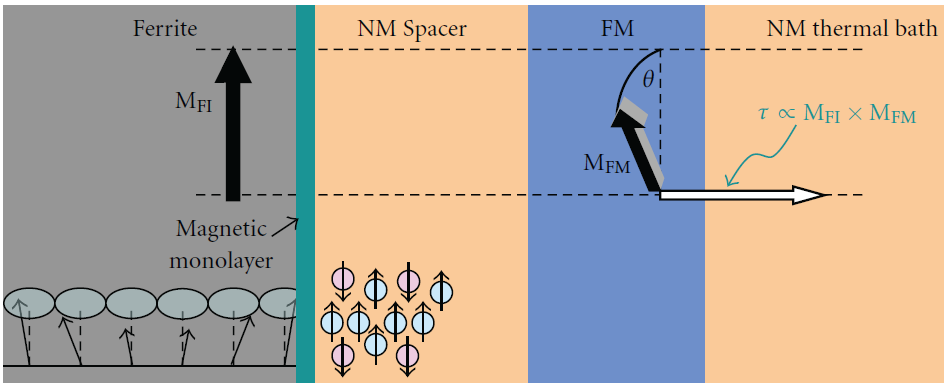 Ferrite
NM Spacer
FM
NM thermal bath
M_FI
θ
τ ∝ M_FI × M_FM
M_FM
Magnetic
monolayer